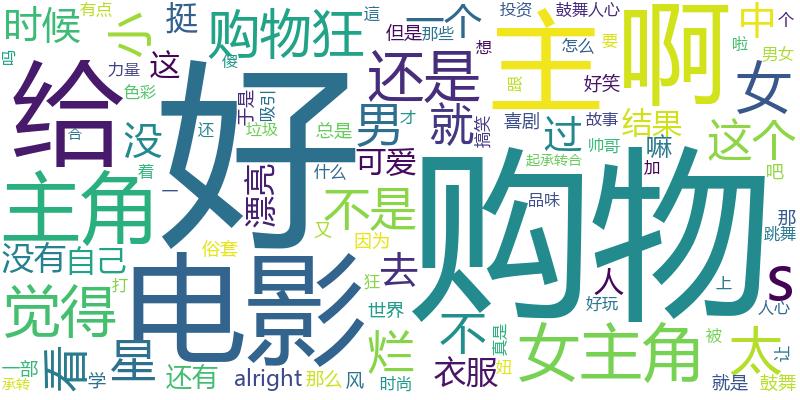 时候
有点
小
挺
购物狂
但是
那些
一个
這
想
投资
鼓舞人心
怎么
要
中
个
啦
男女
吗
力量
色彩
这
傻
于是
吸引
还是
跟
主
啊
好笑
女
给
好
没
还
垃圾
总是
男
才
就
搞笑
喜剧
过
故事
结果
帅哥
嘛
这个
合
着
一
漂亮
什么
可爱
起承转合
加
吧
主角
不是
购物
品味
那
跳舞
没有
自己
俗套
又
因为
去
人
S
好玩
上
人心
打
电影
狂
世界
觉得
不
真是
女主角
被
太
让
看
星
烂
一部
承转
学
还有
alright
那么
风
时尚
衣服
妞
就是
鼓舞